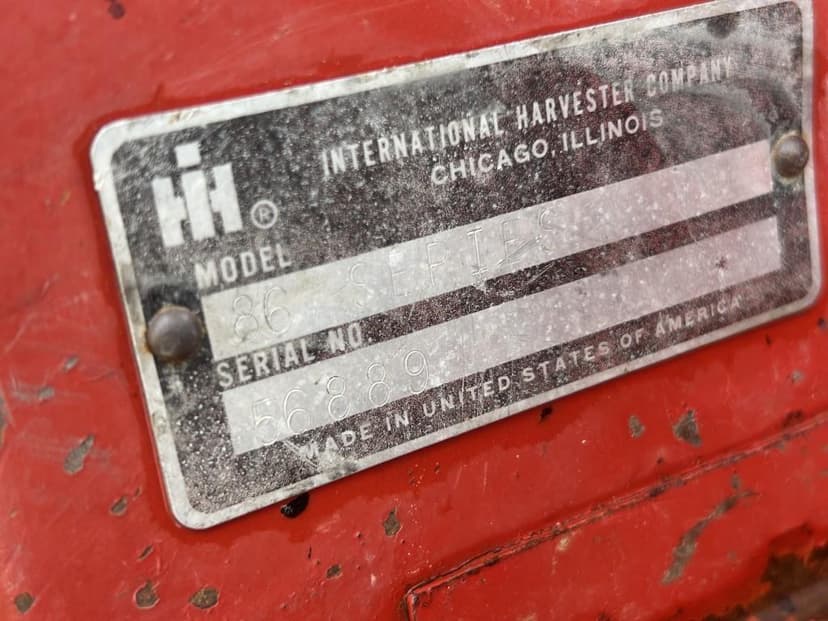 INTERNATIONAL HARVESTER COMPANY
CHICAGO, ILLINOIS
IH ®
MODEL
86 SERIES
SERIAL NO.
56889
MADE IN UNITED STATES OF AMERICA